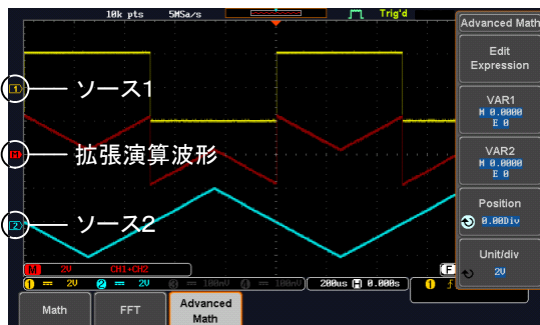 10k pts 5MSa/s Trig'd
Advanced Math
Edit
Expression
VAR1
M 0.0000
E 0
VAR2
M 0.0000
E 0
Position
0.00Div
Unit/div
2V
1 ソース1
M 拡張演算波形
2 ソース2
M 2V CH1+CH2
F
1 2V 2 2V 3 100mV 4 100mV 200us H 0.000s 1
Math
FFT
Advanced
Math